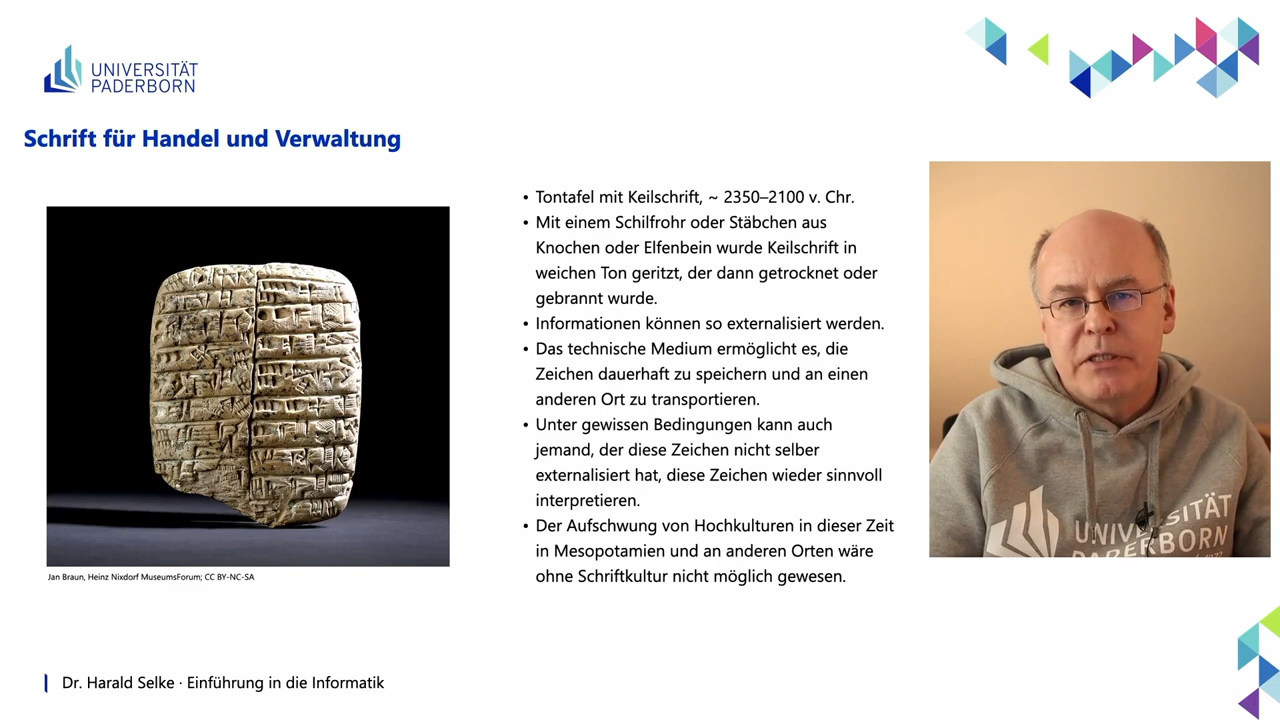 UNIVERSITÄT
PADERBORN
Schrift für Handel und Verwaltung
• Tontafel mit Keilschrift, ~ 2350–2100 v. Chr.
• Mit einem Schilfrohr oder Stäbchen aus
Knochen oder Elfenbein wurde Keilschrift in
weichen Ton geritzt, der dann getrocknet oder
gebrannt wurde.
• Informationen können so externalisiert werden.
• Das technische Medium ermöglicht es, die
Zeichen dauerhaft zu speichern und an einen
anderen Ort zu transportieren.
• Unter gewissen Bedingungen kann auch
jemand, der diese Zeichen nicht selber
externalisiert hat, diese Zeichen wieder sinnvoll
interpretieren.
• Der Aufschwung von Hochkulturen in dieser Zeit
in Mesopotamien und an anderen Orten wäre
ohne Schriftkultur nicht möglich gewesen.
Jan Braun, Heinz Nixdorf MuseumsForum; CC BY-NC-SA
UNIVERSITÄT
PADERBORN
Dr. Harald Selke · Einführung in die Informatik